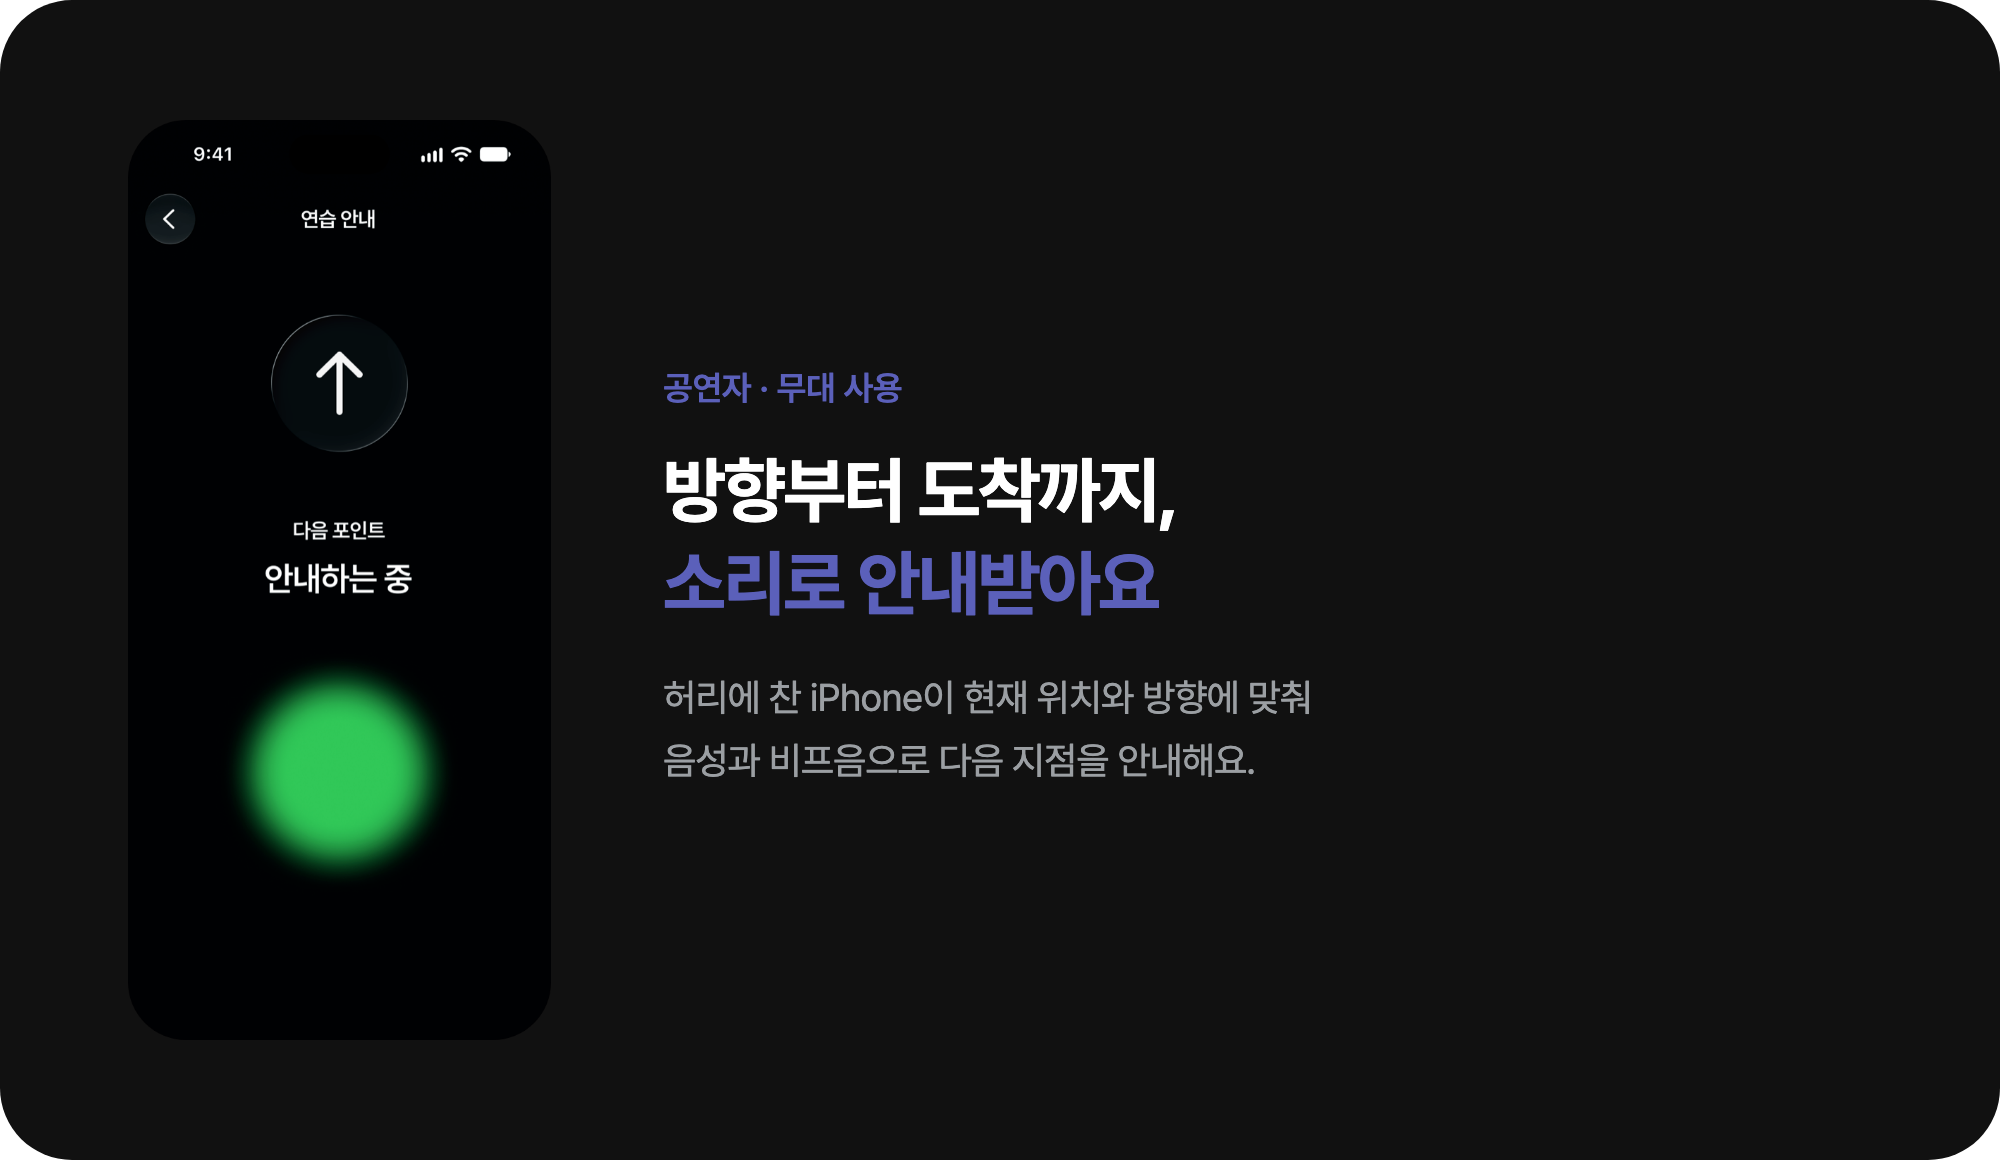 9:41
연습 안내
다음 포인트
안내하는 중
공연자 · 무대 사용
방향부터 도착까지,
소리로 안내받아요
허리에 찬 iPhone이 현재 위치와 방향에 맞춰
음성과 비프음으로 다음 지점을 안내해요.